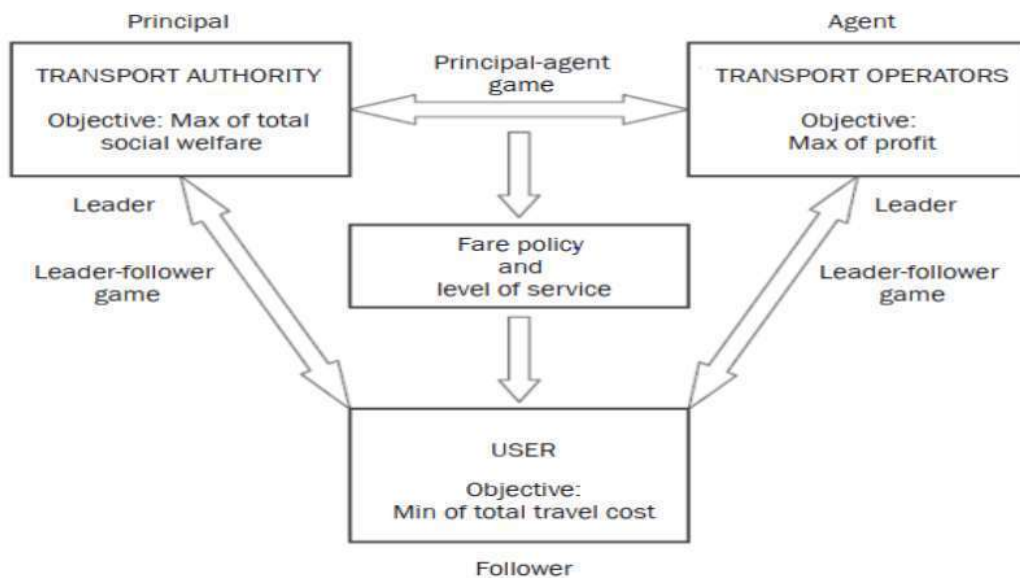 Principal
Agent
TRANSPORT AUTHORITY
Objective: Max of total
social welfare
Principal-agent
game
TRANSPORT OPERATORS
Objective:
Max of profit
Leader
Leader
Leader-follower
game
Fare policy
and
level of service
Leader-follower
game
USER
Objective:
Min of total travel cost
Follower